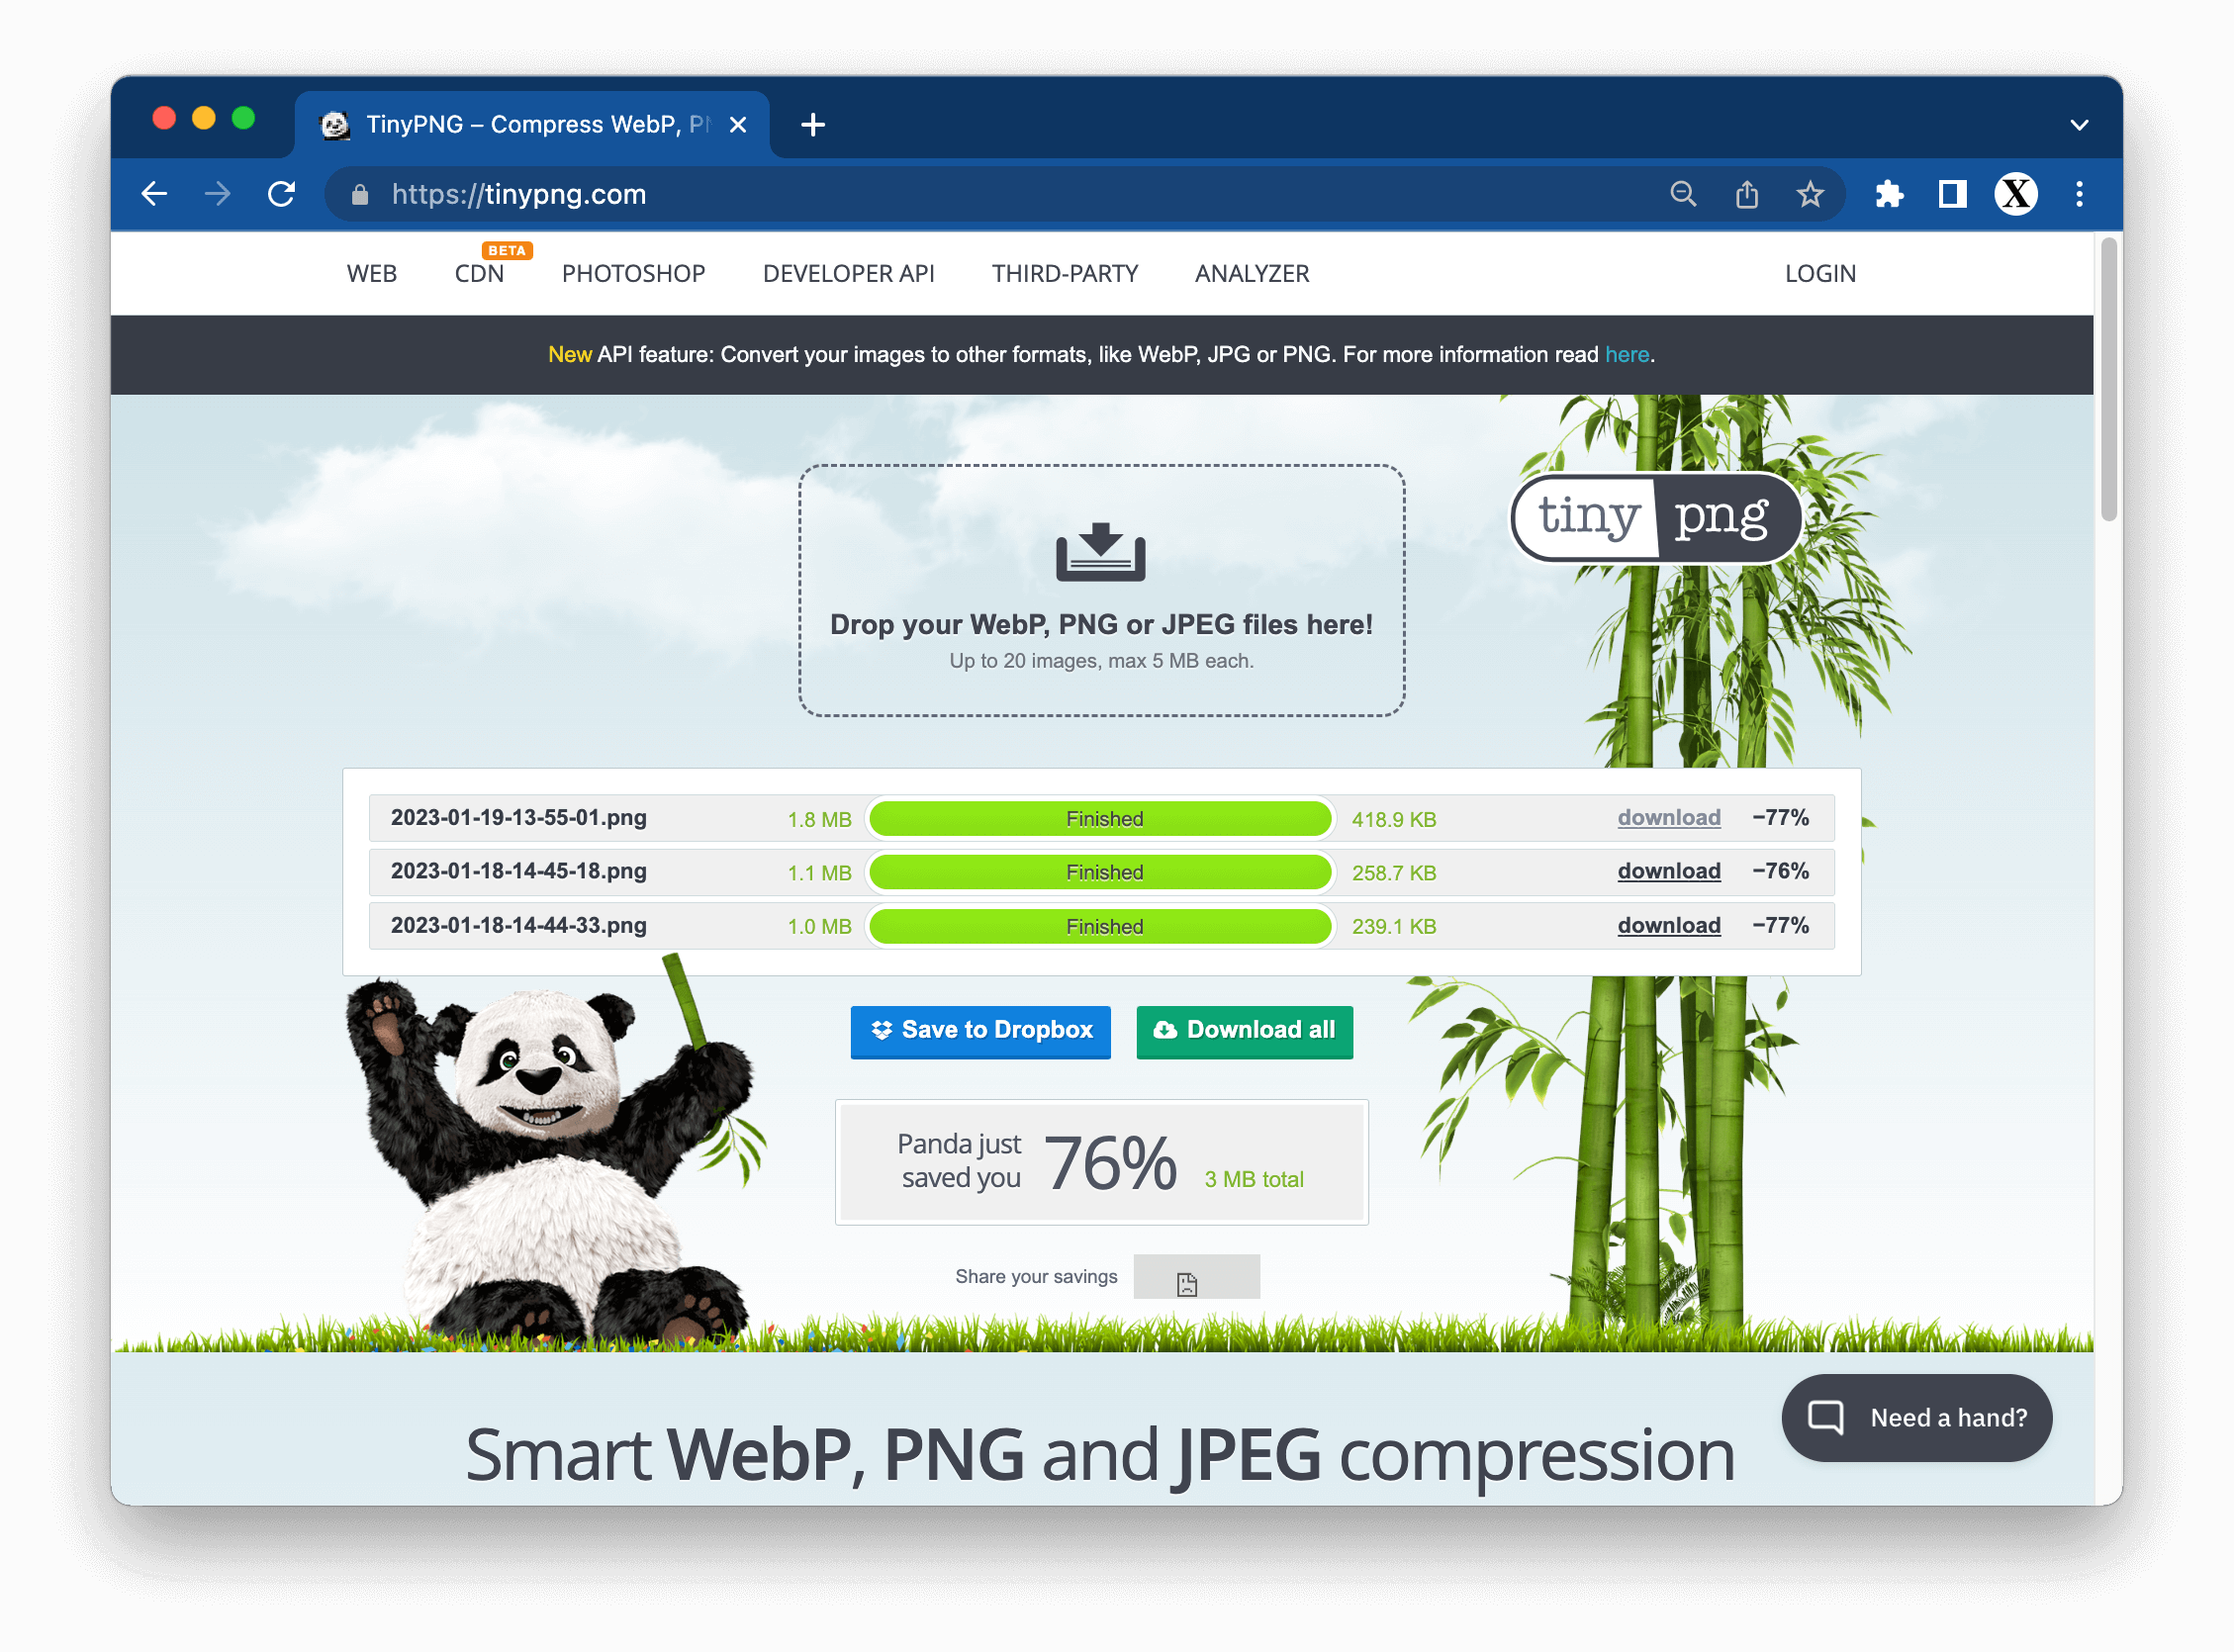 TinyPNG – Compress WebP, PN
https://tinypng.com
X
BETA
WEB CDN PHOTOSHOP DEVELOPER API THIRD-PARTY ANALYZER LOGIN
New API feature: Convert your images to other formats, like WebP, JPG or PNG. For more information read here.
tiny png
Drop your WebP, PNG or JPEG files here!
Up to 20 images, max 5 MB each.
2023-01-19-13-55-01.png 1.8 MB Finished 418.9 KB download −77%
2023-01-18-14-45-18.png 1.1 MB Finished 258.7 KB download −76%
2023-01-18-14-44-33.png 1.0 MB Finished 239.1 KB download −77%
Save to Dropbox Download all
Panda just
saved you 76% 3 MB total
Share your savings
Need a hand?
Smart WebP, PNG and JPEG compression